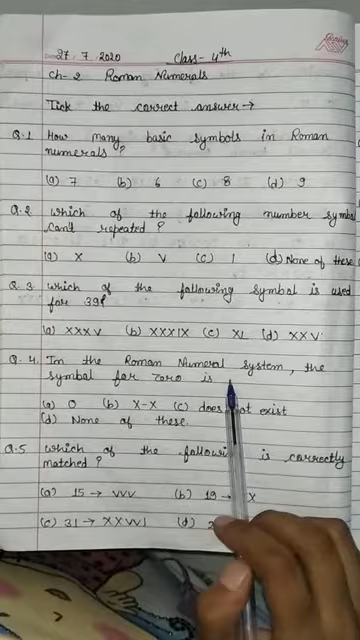 27.7.2020 Class- 4th
Ch-2 Roman Numerals
Tick the correct answer→
Q.1 How many basic symbols in Roman
numerals?
(a) 7 (b) 6 (c) 8 (d) 9
Q.2 Which of the following number symbol
can't repeated?
(a) X (b) V (c) I (d) None of these
Q.3 Which of the following symbol is used
for 39?
(a) XXXV (b) XXXIX (c) XL (d) XXV
Q.4. In the Roman Numeral system, the
symbol for zero is
(a) O (b) X-X (c) does not exist
(d) None of these.
Q.5 Which of the followi is correctly
matched?
(a) 15 → VVV (b) 19 → X
(c) 31 → XXVVI (d)